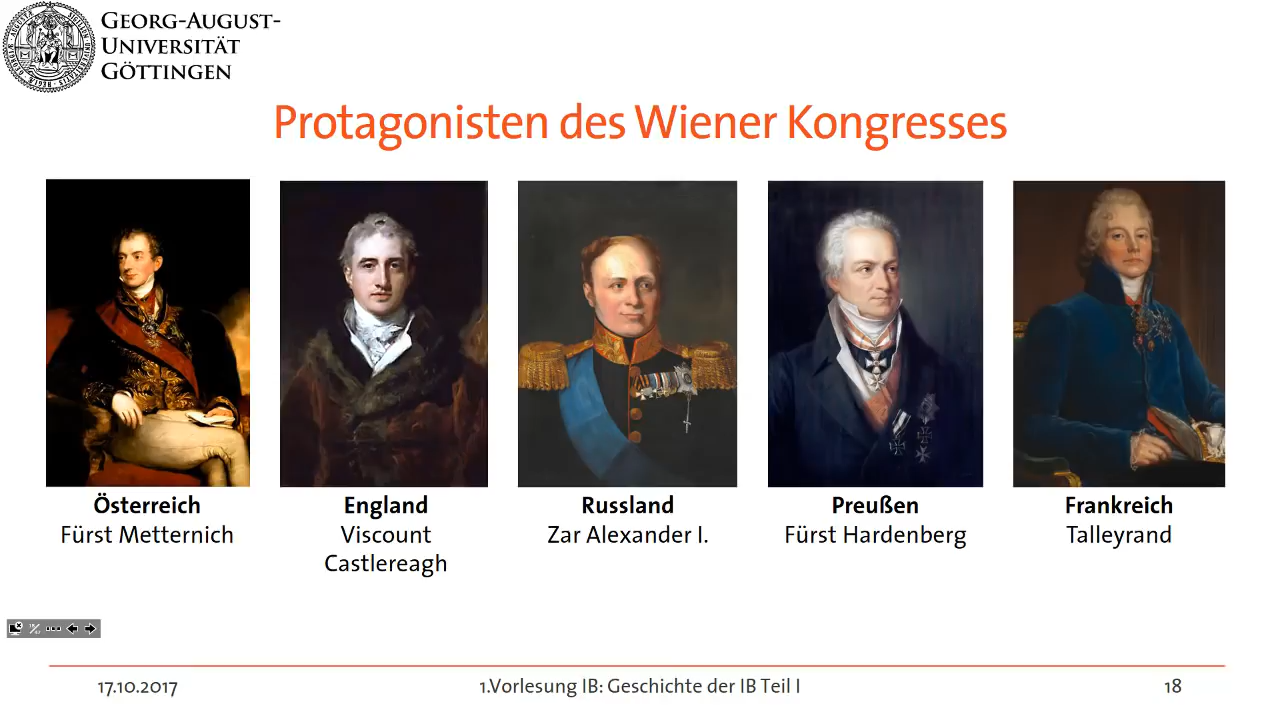 GEORG-AUGUST-
UNIVERSITÄT
GÖTTINGEN
Protagonisten des Wiener Kongresses
Österreich
Fürst Metternich
England
Viscount
Castlereagh
Russland
Zar Alexander I.
Preußen
Fürst Hardenberg
Frankreich
Talleyrand
17.10.2017
1.Vorlesung IB: Geschichte der IB Teil I
18